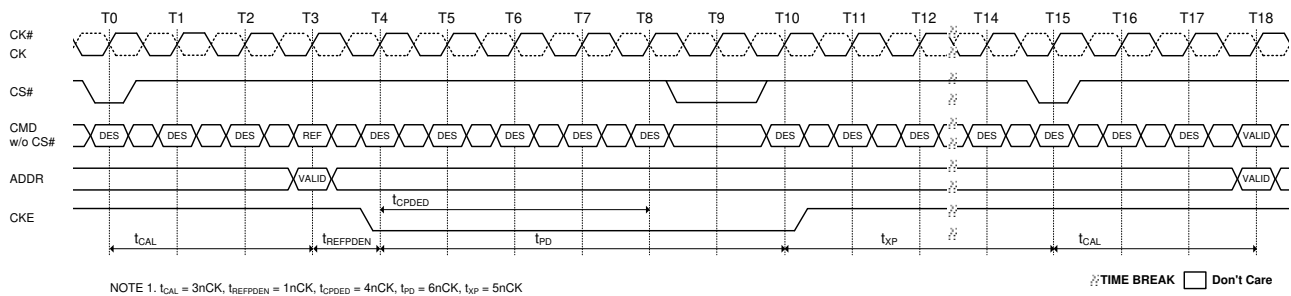 T0 T1 T2 T3 T4 T5 T6 T7 T8 T9 T10 T11 T12 T14 T15 T16 T17 T18
CK#
CK
CS#
CMD
w/o CS#
DES DES DES REF DES DES DES DES DES DES DES DES DES DES DES DES VALID
ADDR
VALID VALID
tCPDED
CKE
tCAL tREFPDEN tPD tXP tCAL
NOTE 1. tCAL = 3nCK, tREFPDEN = 1nCK, tCPDED = 4nCK, tPD = 6nCK, tXP = 5nCK
TIME BREAK Don't Care